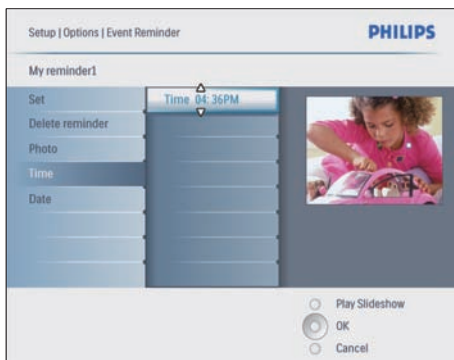 Setup | Options | Event Reminder
PHILIPS
My reminder1
Set
Time 04: 36PM
Delete reminder
Photo
Time
Date
Play Slideshow
OK
Cancel